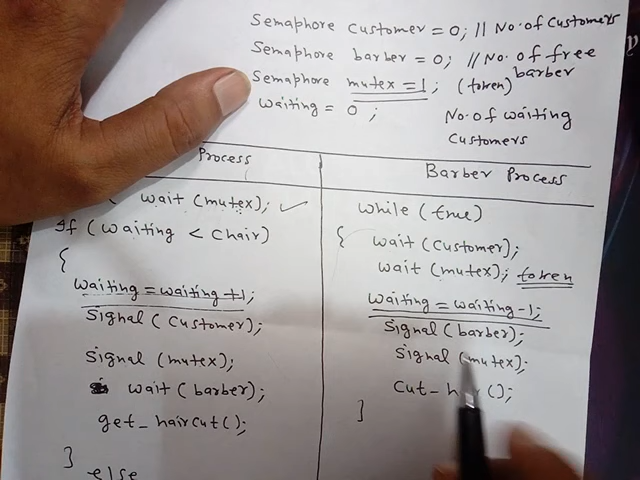 Semaphore Customer = 0; // No. of Customers
Semaphore barber = 0; // No. of free barber
Semaphore mutex = 1; (token)
Waiting = 0; No. of waiting Customers
Process
wait (mutex); ✓
If (Waiting < Chair)
{
Waiting = waiting +1;
Signal (Customer);
Signal (mutex);
wait (barber);
get_haircut();
}
else
Barber Process
While (true)
{ wait (Customer);
wait (mutex); token
Waiting = waiting -1;
Signal (barber);
Signal (mutex);
Cut_hair();
}